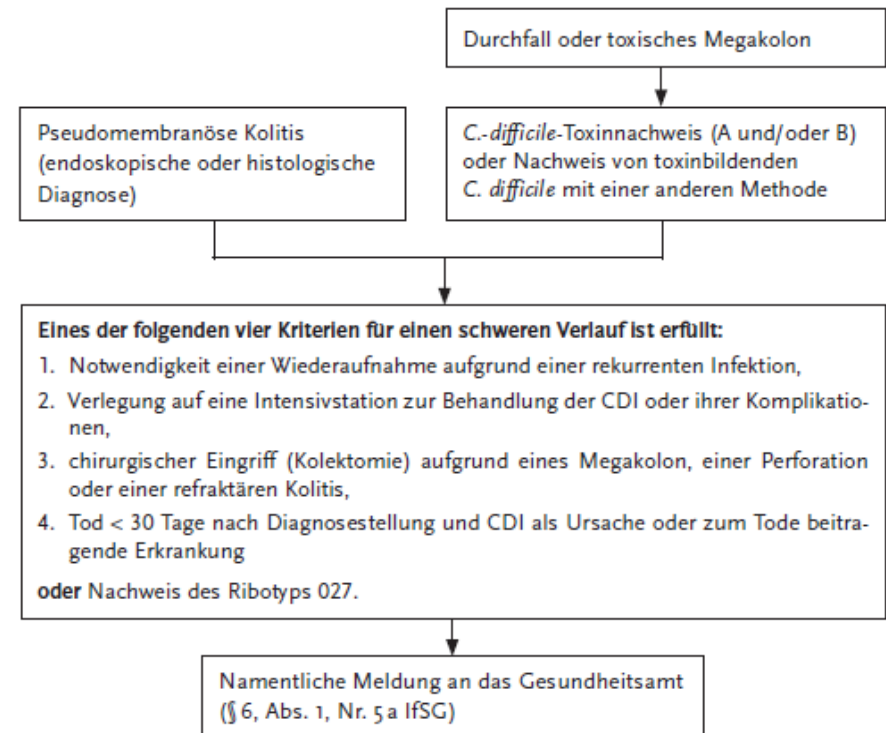 Durchfall oder toxisches Megakolon
Pseudomembranöse Kolitis
(endoskopische oder histologische
Diagnose)
C.-difficile-Toxinnachweis (A und/oder B)
oder Nachweis von toxinbildenden
C. difficile mit einer anderen Methode
Eines der folgenden vier Kriterien für einen schweren Verlauf ist erfüllt:
1. Notwendigkeit einer Wiederaufnahme aufgrund einer rekurrenten Infektion,
2. Verlegung auf eine Intensivstation zur Behandlung der CDI oder ihrer Komplikatio-
nen,
3. chirurgischer Eingriff (Kolektomie) aufgrund eines Megakolon, einer Perforation
oder einer refraktären Kolitis,
4. Tod < 30 Tage nach Diagnosestellung und CDI als Ursache oder zum Tode beitra-
gende Erkrankung
oder Nachweis des Ribotyps 027.
Namentliche Meldung an das Gesundheitsamt
(§ 6, Abs. 1, Nr. 5 a IfSG)